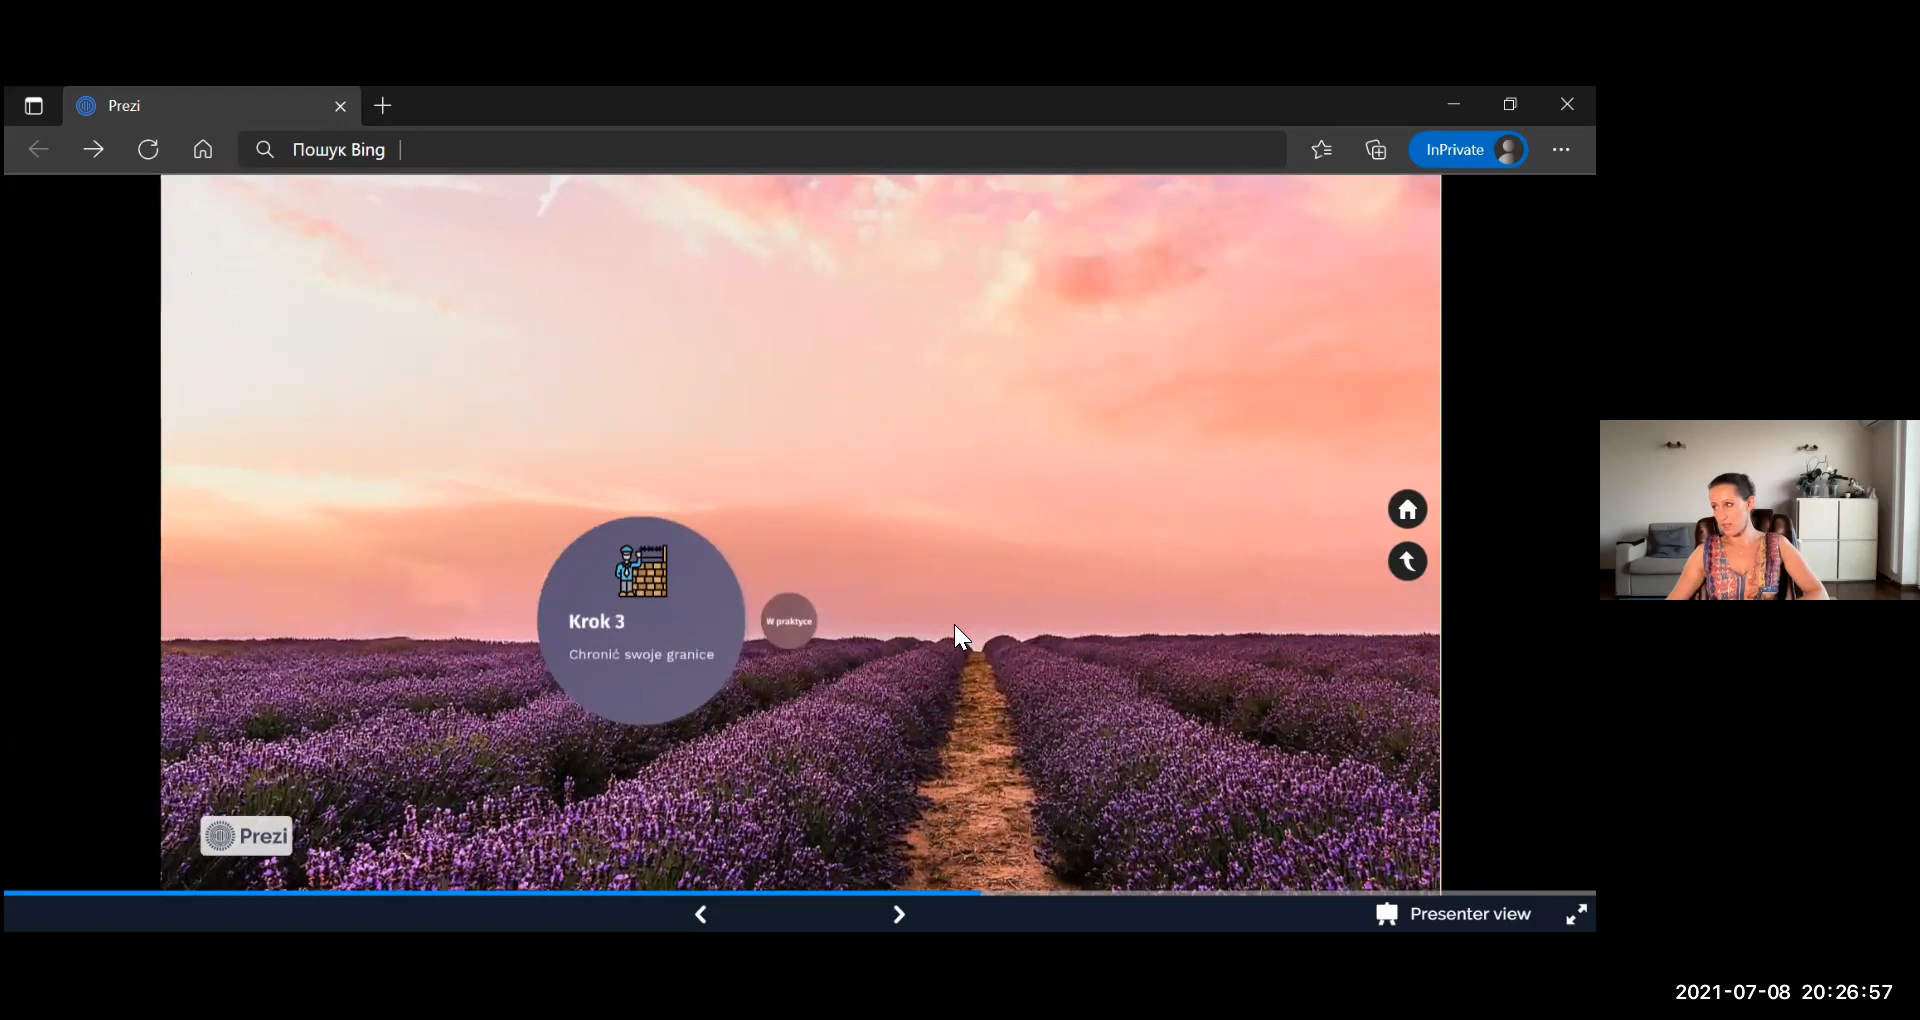 Prezi
Пошук Bing
InPrivate
Krok 3
Chronić swoje granice
W praktyce
Prezi
Presenter view
2021-07-08 20:26:57